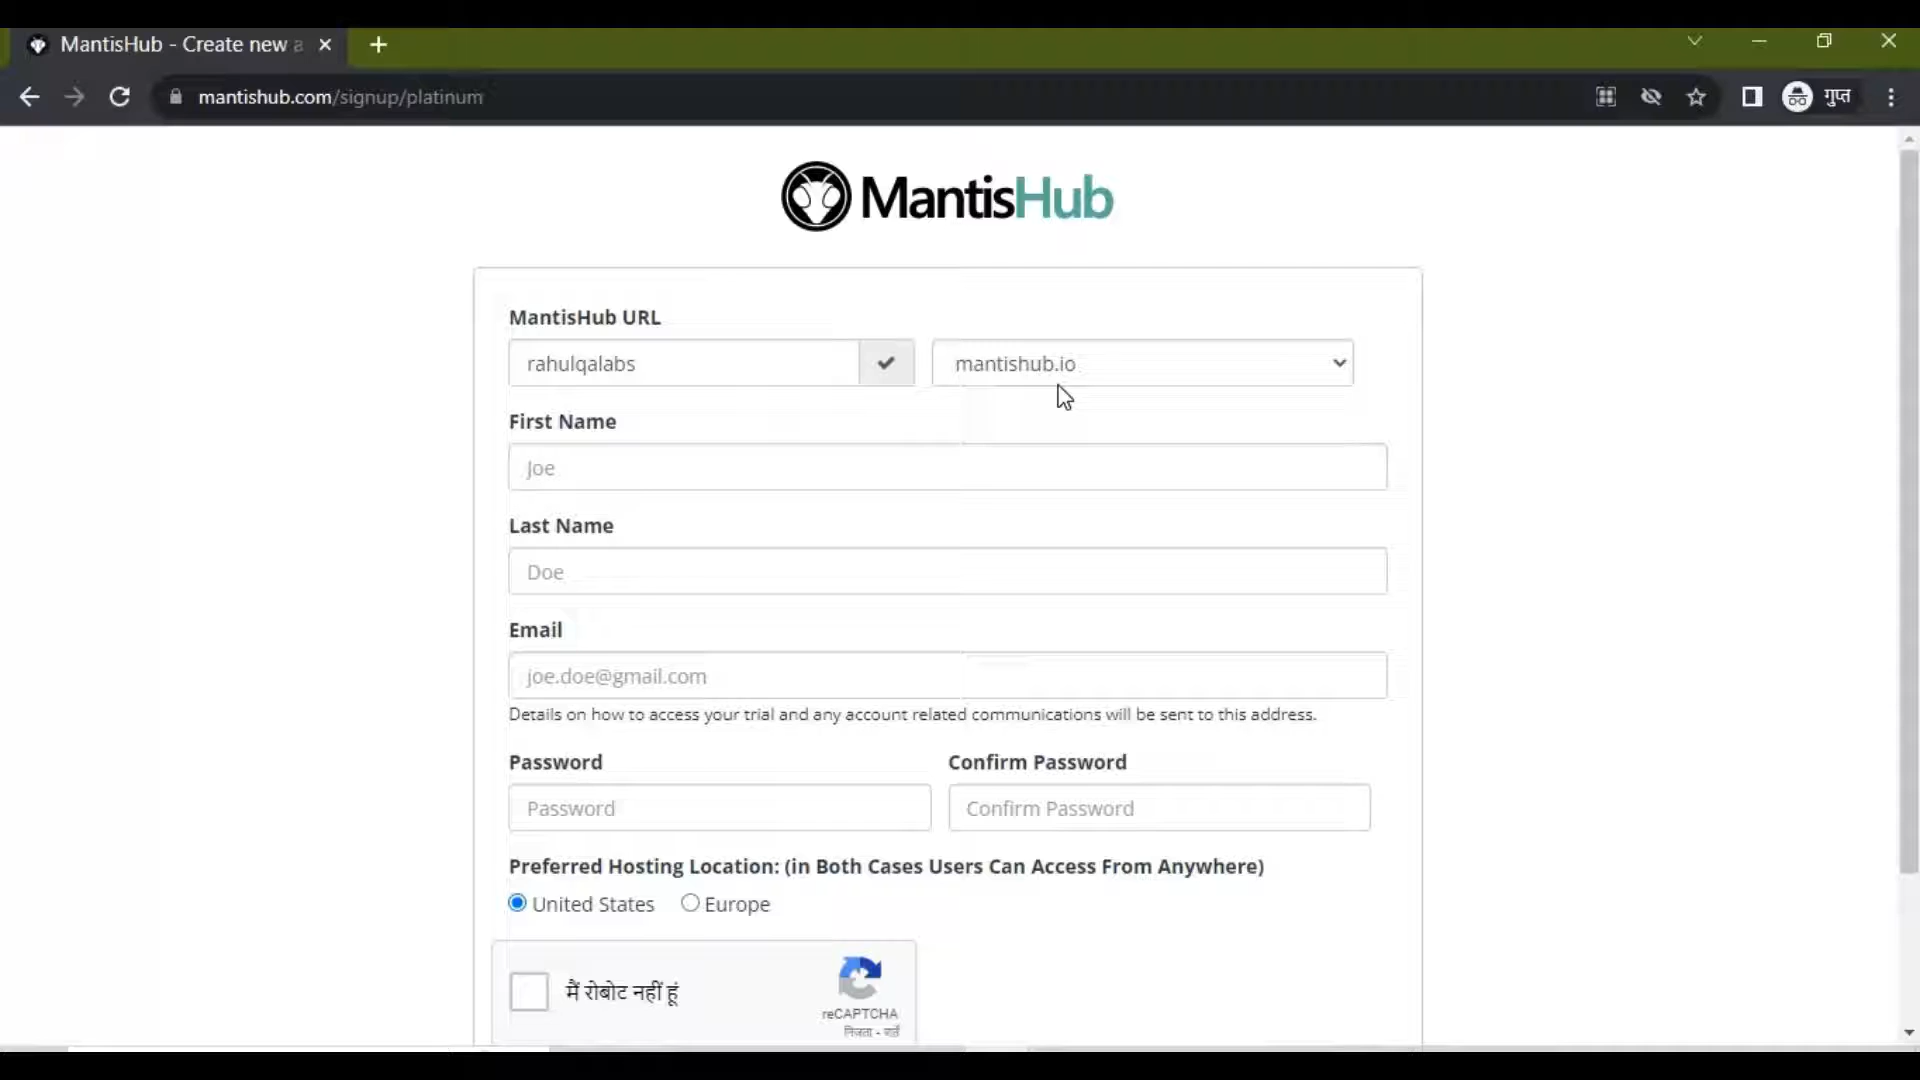 MantisHub - Create new a
mantishub.com/signup/platinum
गुप्त
MantisHub
MantisHub URL
rahulqalabs
mantishub.io
First Name
Joe
Last Name
Doe
Email
joe.doe@gmail.com
Details on how to access your trial and any account related communications will be sent to this address.
Password Confirm Password
Password Confirm Password
Preferred Hosting Location: (in Both Cases Users Can Access From Anywhere)
United States Europe
मैं रोबोट नहीं हूं
reCAPTCHA
निजता - शर्तें